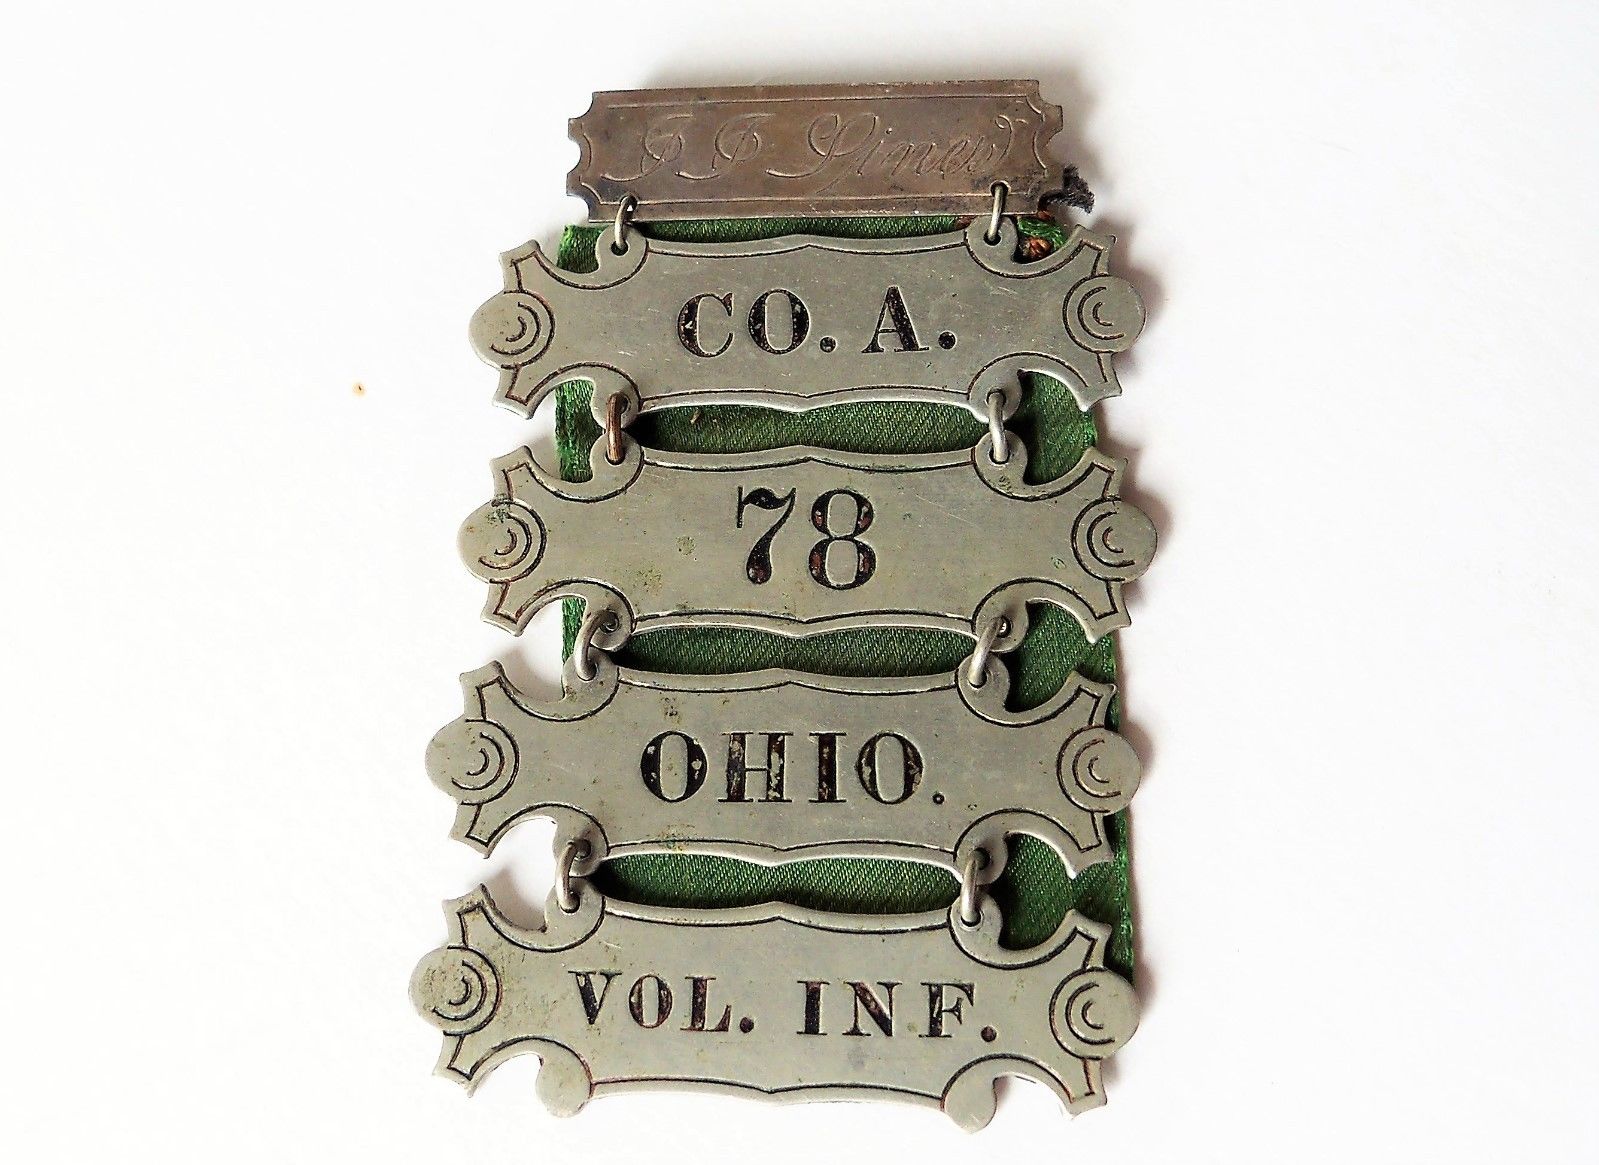 CO. A.
78
OHIO.
VOL. INF.